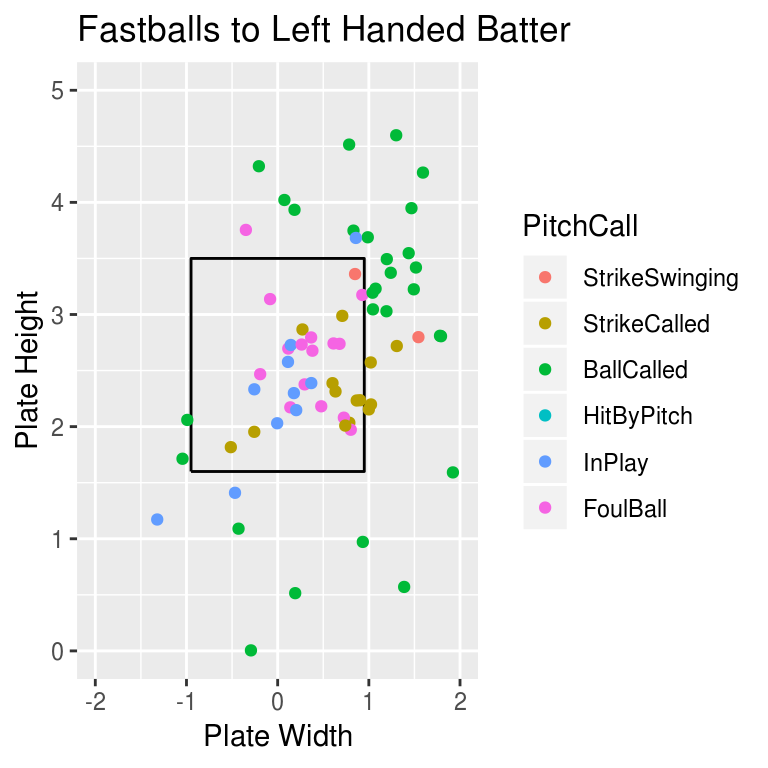 Fastballs to Left Handed Batter
5
4
3
2
1
0
Plate Height
-2 -1 0 1 2
Plate Width
PitchCall
StrikeSwinging
StrikeCalled
BallCalled
HitByPitch
InPlay
FoulBall